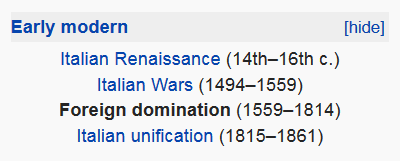 Early modern [hide]
Italian Renaissance (14th–16th c.)
Italian Wars (1494–1559)
Foreign domination (1559–1814)
Italian unification (1815–1861)